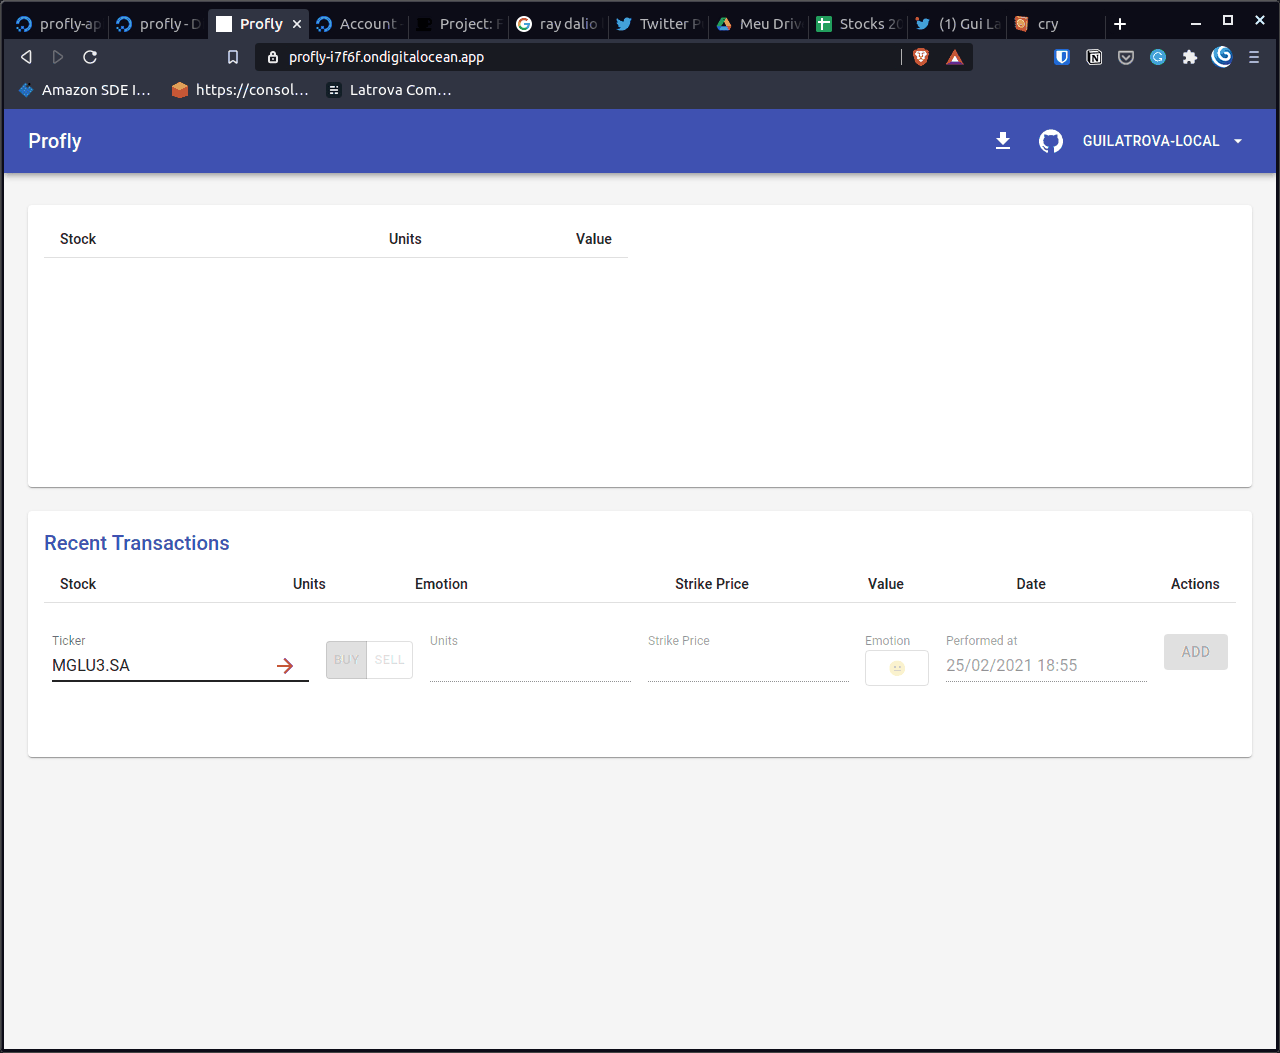 profly-ap profly - D Profly Account - Project: F ray dalio Twitter P Meu Driv Stocks 20 (1) Gui La cry
profly-i7f6f.ondigitalocean.app
Amazon SDE I... https://consol... Latrova Com...
Profly GUILATROVA-LOCAL
Stock Units Value
Recent Transactions
Stock Units Emotion Strike Price Value Date Actions
Ticker Units Strike Price Emotion Performed at
MGLU3.SA BUY SELL 25/02/2021 18:55 ADD